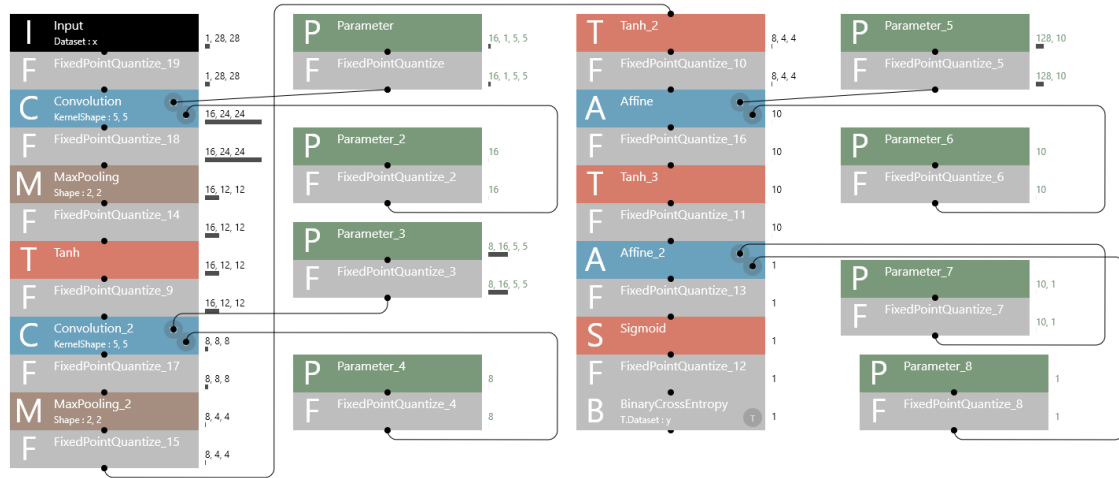 I Input 1, 28, 28
Dataset : x
F FixedPointQuantize_19 1, 28, 28
C Convolution 16, 24, 24
KernelShape : 5, 5
F FixedPointQuantize_18 16, 24, 24
M MaxPooling 16, 12, 12
Shape : 2, 2
F FixedPointQuantize_14 16, 12, 12
T Tanh 16, 12, 12
F FixedPointQuantize_9 16, 12, 12
C Convolution_2 8, 8, 8
KernelShape : 5, 5
F FixedPointQuantize_17 8, 8, 8
M MaxPooling_2 8, 4, 4
Shape : 2, 2
F FixedPointQuantize_15 8, 4, 4
P Parameter 16, 1, 5, 5
F FixedPointQuantize 16, 1, 5, 5
P Parameter_2 16
F FixedPointQuantize_2 16
P Parameter_3 8, 16, 5, 5
F FixedPointQuantize_3 8, 16, 5, 5
P Parameter_4 8
F FixedPointQuantize_4 8
T Tanh_2 8, 4, 4
F FixedPointQuantize_10 8, 4, 4
A Affine 10
F FixedPointQuantize_16 10
T Tanh_3 10
F FixedPointQuantize_11 10
A Affine_2 1
F FixedPointQuantize_13 1
S Sigmoid 1
F FixedPointQuantize_12 1
B BinaryCrossEntropy T 1
T.Dataset : y
P Parameter_5 128, 10
F FixedPointQuantize_5 128, 10
P Parameter_6 10
F FixedPointQuantize_6 10
P Parameter_7 10, 1
F FixedPointQuantize_7 10, 1
P Parameter_8 1
F FixedPointQuantize_8 1